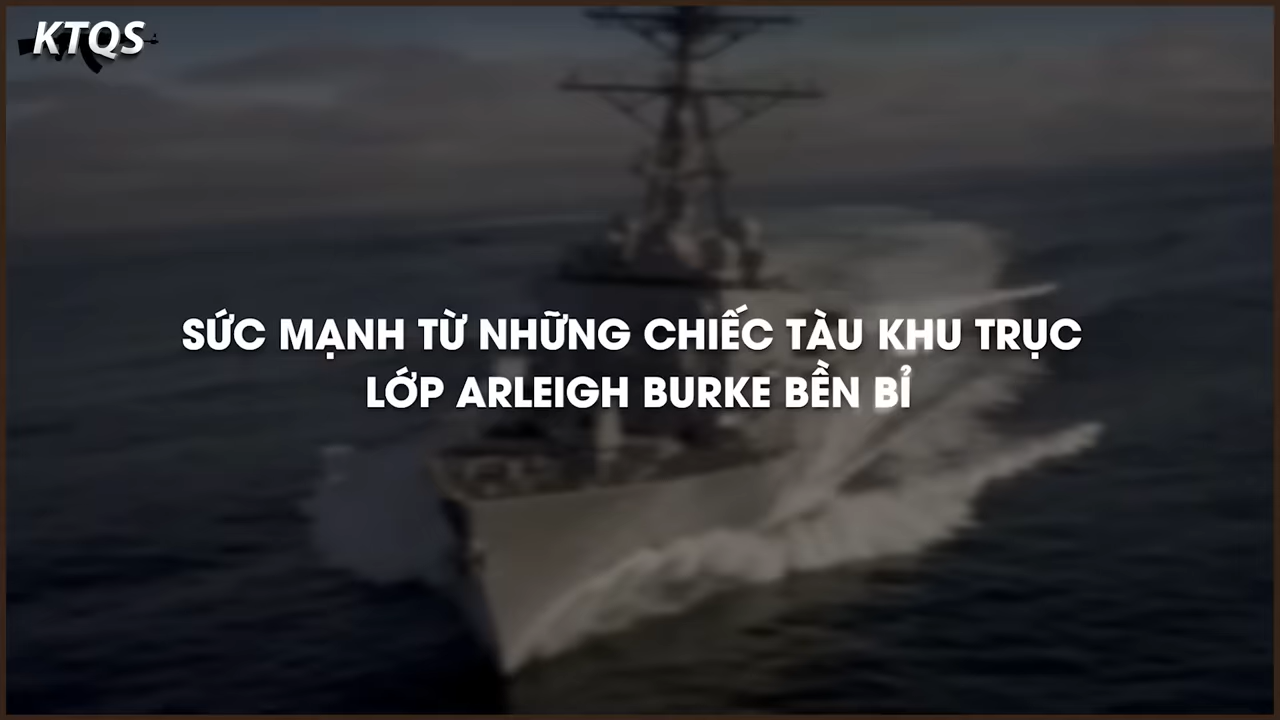 KTQS
SỨC MẠNH TỪ NHỮNG CHIẾC TÀU KHU TRỤC
LỚP ARLEIGH BURKE BỀN BỈ